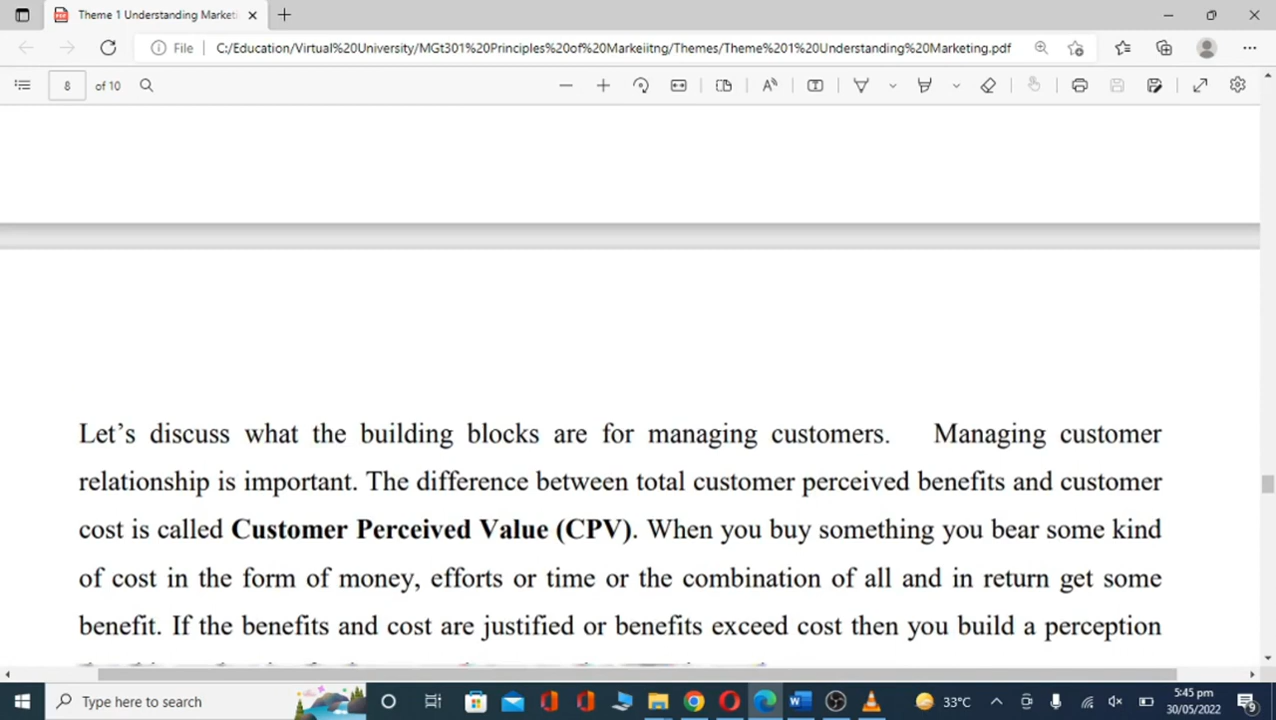 Theme 1 Understanding Marketi
File
C:/Education/Virtual%20University/MGt301%20Principles%20of%20Markeiitng/Themes/Theme%201%20Understanding%20Marketing.pdf
8 of 10
Let’s discuss what the building blocks are for managing customers. Managing customer
relationship is important. The difference between total customer perceived benefits and customer
cost is called Customer Perceived Value (CPV). When you buy something you bear some kind
of cost in the form of money, efforts or time or the combination of all and in return get some
benefit. If the benefits and cost are justified or benefits exceed cost then you build a perception
Type here to search
33°C
5:45 pm
30/05/2022
9